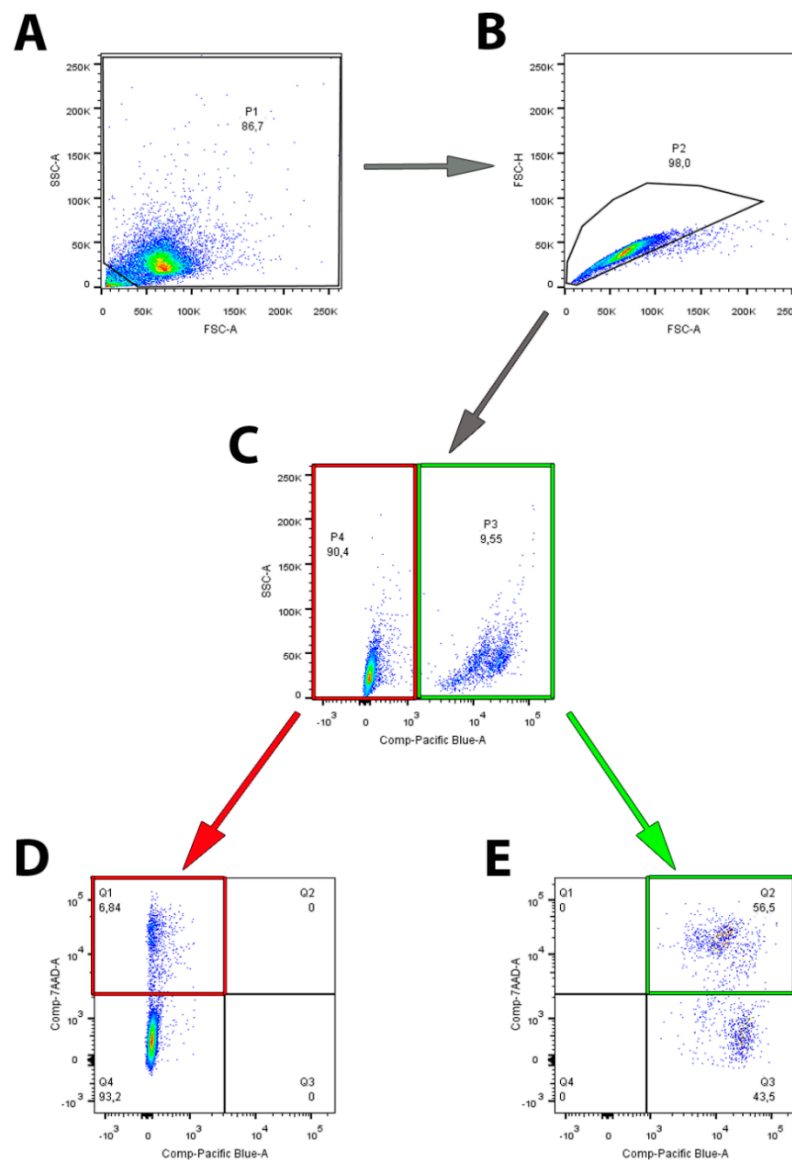 A
250K
200K
150K
100K
50K
0
SSC-A
P1
86,7
0 50K 100K 150K 200K 250K
FSC-A
B
250K
200K
150K
100K
50K
0
FSC-H
P2
98,0
0 50K 100K 150K 200K 250K
FSC-A
C
250K
200K
150K
100K
50K
0
SSC-A
P4
90,4
P3
9,55
-10³ 0 10³ 10⁴ 10⁵
Comp-Pacific Blue-A
D
10⁵
10⁴
10³
0
-10³
Comp-7AAD-A
Q1
6,84
Q2
0
Q4
93,2
Q3
0
-10³ 0 10³ 10⁴ 10⁵
Comp-Pacific Blue-A
E
10⁵
10⁴
10³
0
-10³
Comp-7AAD-A
Q1
0
Q2
56,5
Q4
0
Q3
43,5
-10³ 0 10³ 10⁴ 10⁵
Comp-Pacific Blue-A